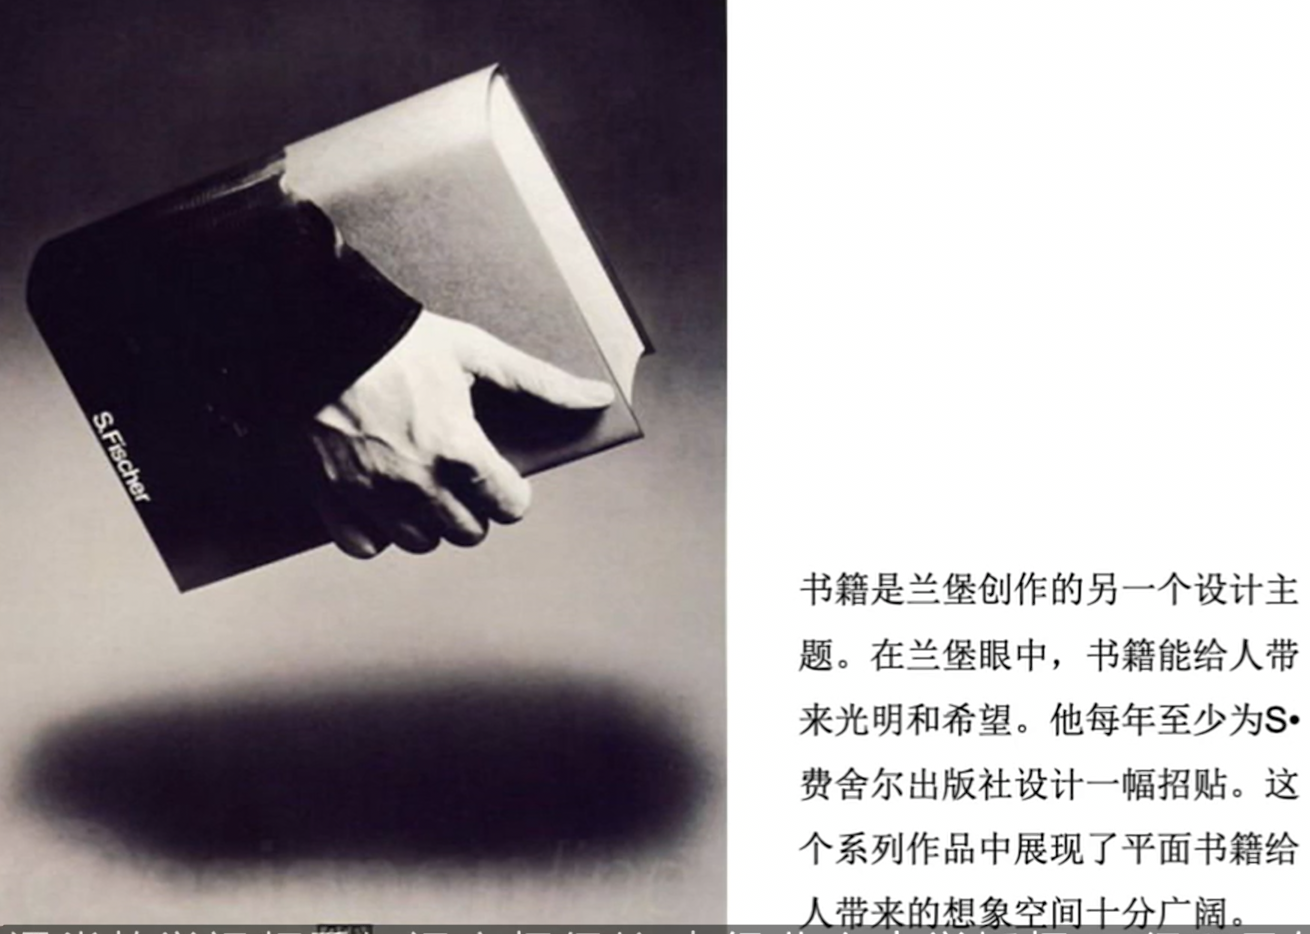 S.Fischer
书籍是兰堡创作的另一个设计主
题。在兰堡眼中，书籍能给人带
来光明和希望。他每年至少为S•
费舍尔出版社设计一幅招贴。这
个系列作品中展现了平面书籍给
人带来的想象空间十分广阔。